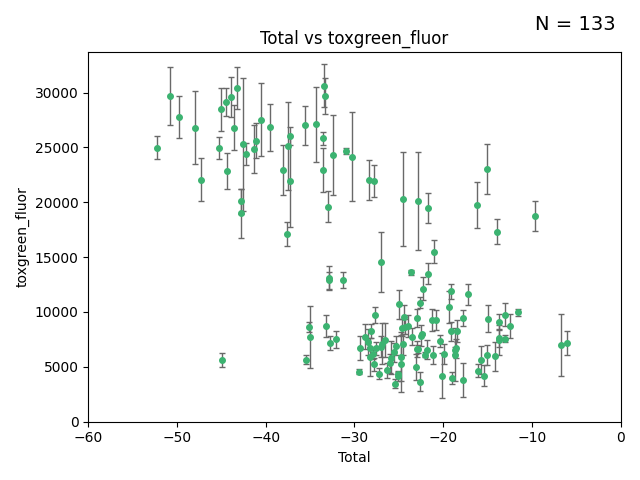 N = 133
Total vs toxgreen_fluor
toxgreen_fluor
30000
25000
20000
15000
10000
5000
0
−60 −50 −40 −30 −20 −10 0
Total